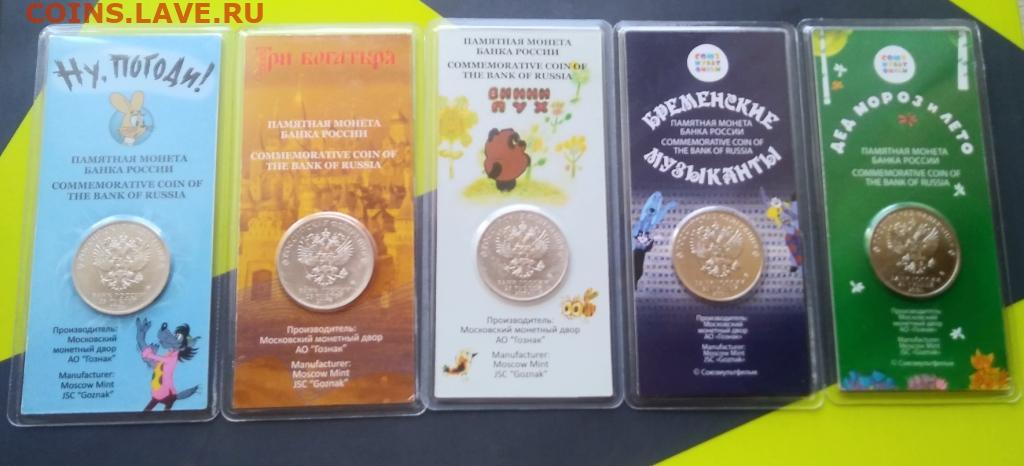 COINS.LAVE.RU
Ну, погоди!
ПАМЯТНАЯ МОНЕТА
БАНКА РОССИИ
COMMEMORATIVE COIN OF
THE BANK OF RUSSIA
Производитель:
Московский
монетный двор
АО "Гознак"
Manufacturer:
Moscow Mint
JSC "Goznak"
Три богатыря
ПАМЯТНАЯ МОНЕТА
БАНКА РОССИИ
COMMEMORATIVE COIN OF
THE BANK OF RUSSIA
Производитель:
Московский монетный двор
АО "Гознак"
Manufacturer:
Moscow Mint
JSC "Goznak"
ПАМЯТНАЯ МОНЕТА
БАНКА РОССИИ
COMMEMORATIVE COIN OF
THE BANK OF RUSSIA
ВИННИ
ПУХ
Производитель:
Московский монетный двор
АО "Гознак"
Manufacturer:
Moscow Mint
JSC "Goznak"
СОЮЗ
МУЛЬТ
ФИЛЬМ
БРЕМЕНСКИЕ
ПАМЯТНАЯ МОНЕТА
БАНКА РОССИИ
COMMEMORATIVE COIN OF
THE BANK OF RUSSIA
МУЗЫКАНТЫ
Производитель:
Московский
монетный двор
АО «Гознак»
Manufacturer:
Moscow Mint
JSC «Goznak»
© Союзмультфильм
СОЮЗ
МУЛЬТ
ФИЛЬМ
ДЕД МОРОЗ и ЛЕТО
ПАМЯТНАЯ МОНЕТА
БАНКА РОССИИ
COMMEMORATIVE COIN OF
THE BANK OF RUSSIA
Производитель:
Московский
монетный двор
АО «Гознак»
Manufacturer:
Moscow Mint
JSC «Goznak»
© Союзмультфильм